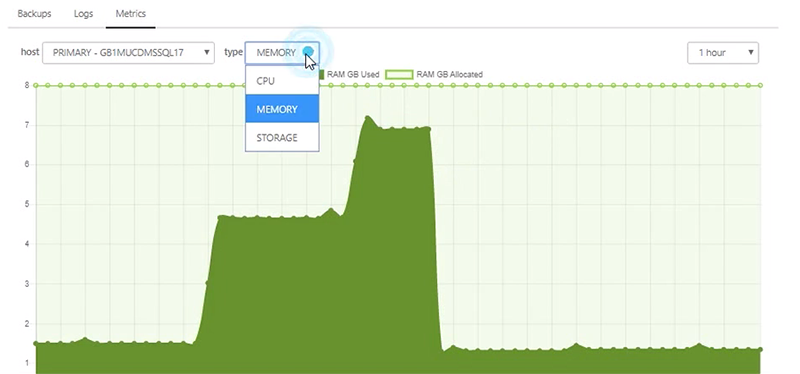 Backups Logs Metrics
host PRIMARY - GB1MUCDMSSQL17 type MEMORY 1 hour
RAM GB Used RAM GB Allocated
CPU
MEMORY
STORAGE
8
7
6
5
4
3
2
1